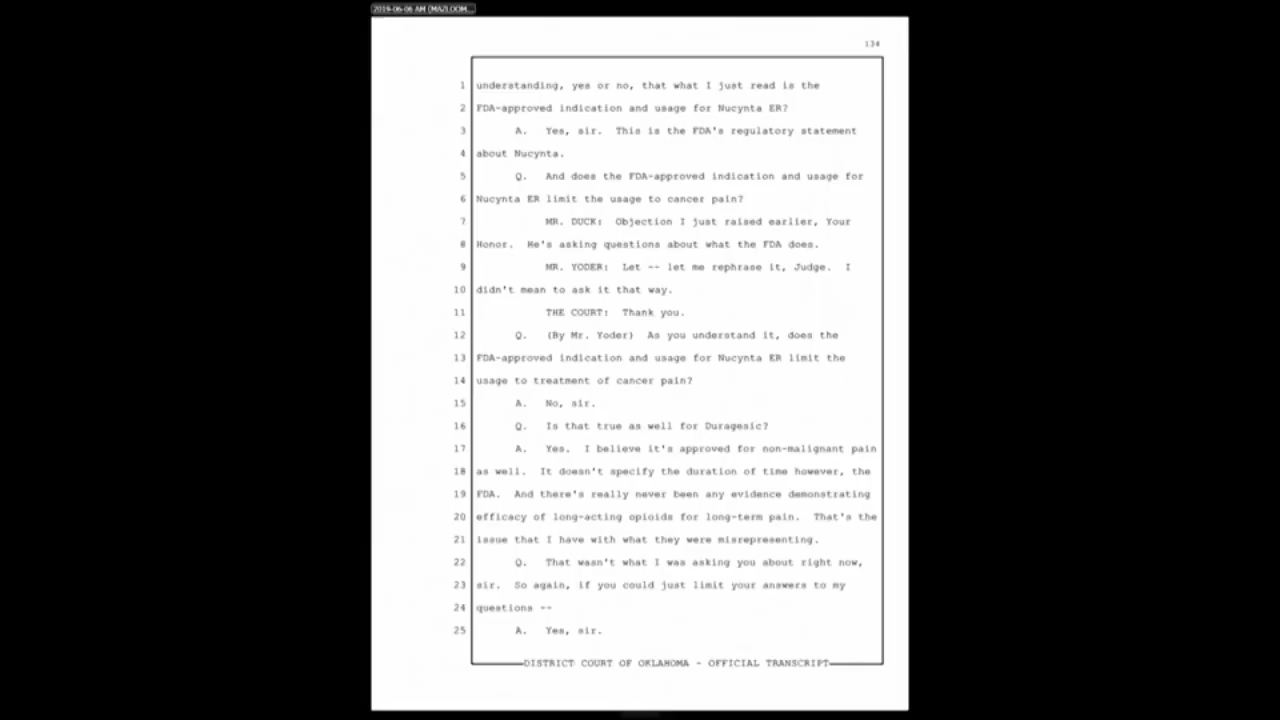 2019-06-06 AM (MAZLOOM...
134
1 understanding, yes or no, that what I just read is the
2 FDA-approved indication and usage for Nucynta ER?
3 A. Yes, sir. This is the FDA's regulatory statement
4 about Nucynta.
5 Q. And does the FDA-approved indication and usage for
6 Nucynta ER limit the usage to cancer pain?
7 MR. DUCK: Objection I just raised earlier, Your
8 Honor. He's asking questions about what the FDA does.
9 MR. YODER: Let -- let me rephrase it, Judge. I
10 didn't mean to ask it that way.
11 THE COURT: Thank you.
12 Q. (By Mr. Yoder) As you understand it, does the
13 FDA-approved indication and usage for Nucynta ER limit the
14 usage to treatment of cancer pain?
15 A. No, sir.
16 Q. Is that true as well for Duragesic?
17 A. Yes. I believe it's approved for non-malignant pain
18 as well. It doesn't specify the duration of time however, the
19 FDA. And there's really never been any evidence demonstrating
20 efficacy of long-acting opioids for long-term pain. That's the
21 issue that I have with what they were misrepresenting.
22 Q. That wasn't what I was asking you about right now,
23 sir. So again, if you could just limit your answers to my
24 questions --
25 A. Yes, sir.
DISTRICT COURT OF OKLAHOMA - OFFICIAL TRANSCRIPT